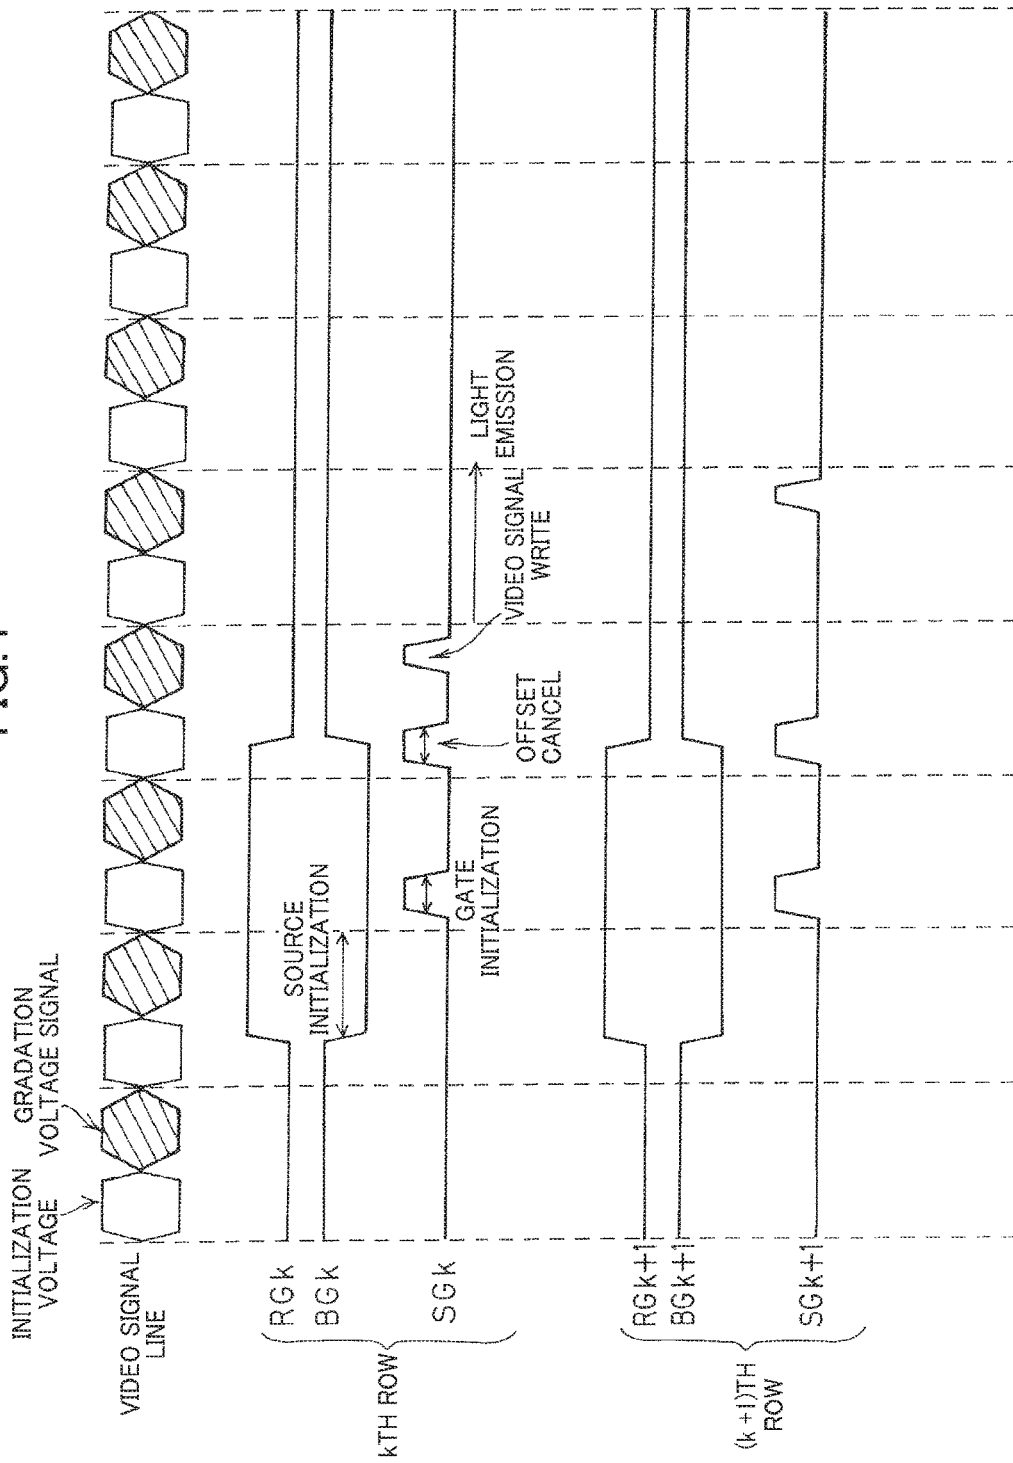 INITIALIZATION
VOLTAGE
GRADATION
VOLTAGE SIGNAL
VIDEO SIGNAL
LINE
kTH ROW
RGk
BGk
SGk
SOURCE
INITIALIZATION
GATE
INITIALIZATION
OFFSET
CANCEL
VIDEO SIGNAL
WRITE
LIGHT
EMISSION
(k+1)TH
ROW
RGk+1
BGk+1
SGk+1